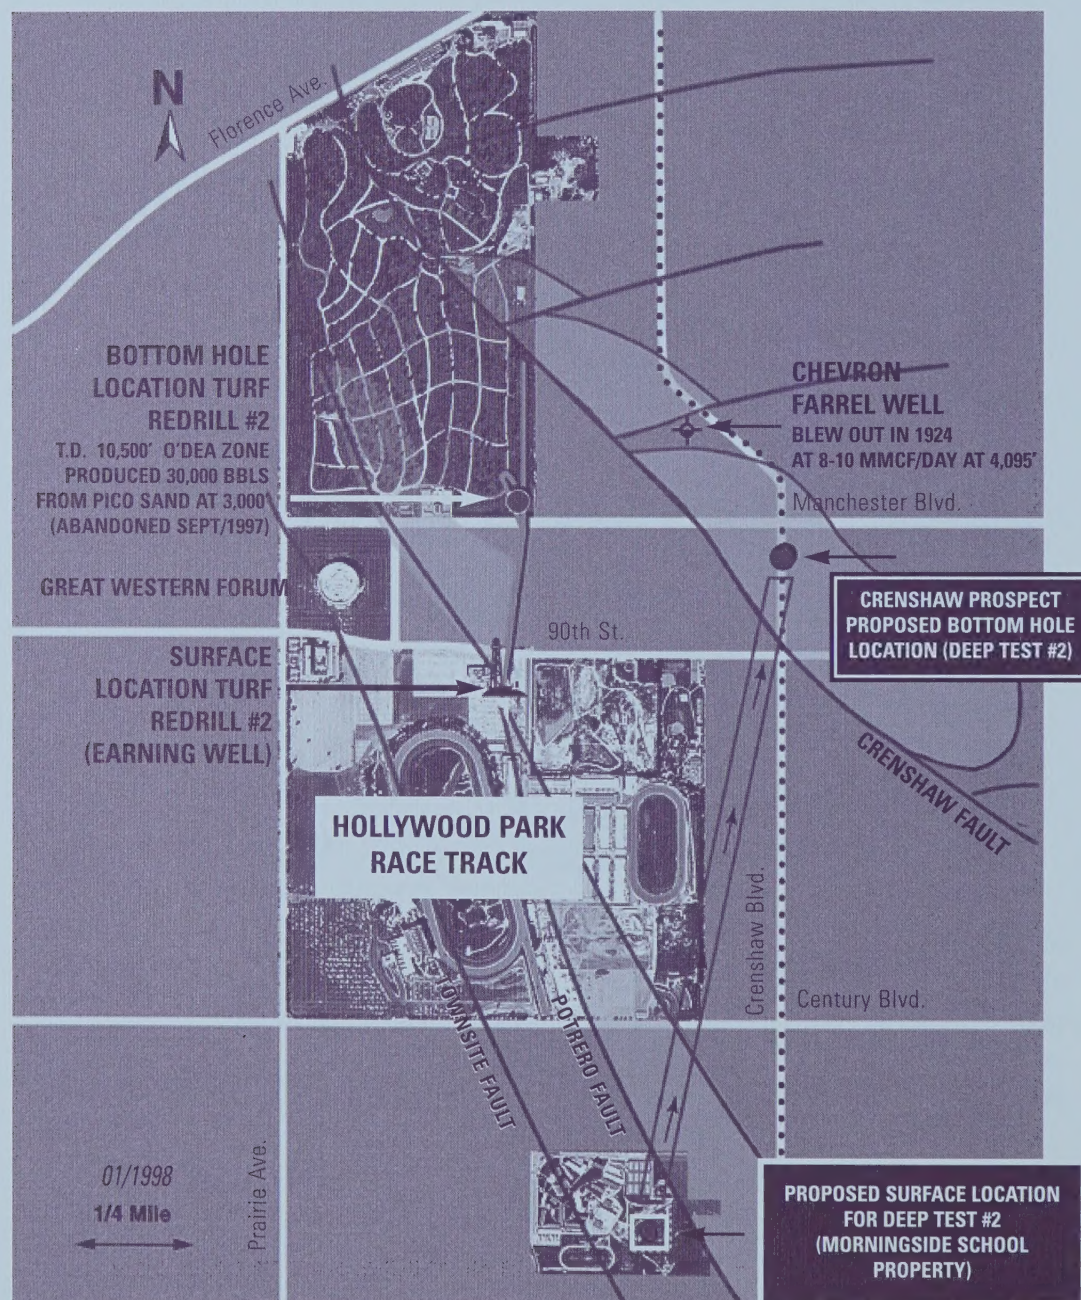 N
Florence Ave.
BOTTOM HOLE
LOCATION TURF
REDRILL #2
T.D. 10,500' O'DEA ZONE
PRODUCED 30,000 BBLS
FROM PICO SAND AT 3,000'
(ABANDONED SEPT/1997)
CHEVRON
FARREL WELL
BLEW OUT IN 1924
AT 8-10 MMCF/DAY AT 4,095'
Manchester Blvd.
GREAT WESTERN FORUM
CRENSHAW PROSPECT
PROPOSED BOTTOM HOLE
LOCATION (DEEP TEST #2)
90th St.
SURFACE
LOCATION TURF
REDRILL #2
(EARNING WELL)
CRENSHAW FAULT
HOLLYWOOD PARK
RACE TRACK
Crenshaw Blvd.
Century Blvd.
TOWNSITE FAULT
POTRERO FAULT
01/1998
1/4 Mile
Prairie Ave.
PROPOSED SURFACE LOCATION
FOR DEEP TEST #2
(MORNINGSIDE SCHOOL
PROPERTY)